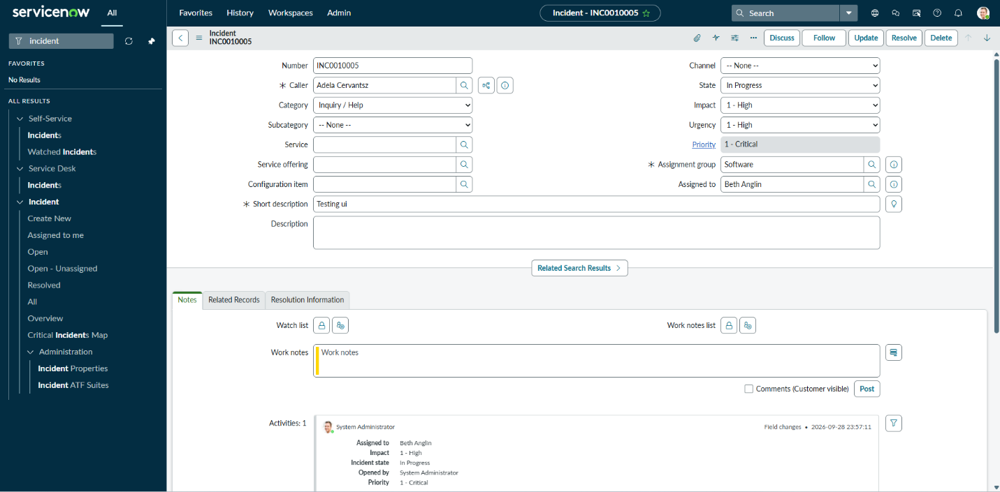 servicenow
All
Favorites
History
Workspaces
Admin
Incident - INC0010005
Search
incident
FAVORITES
No Results
ALL RESULTS
Self-Service
Incidents
Watched Incidents
Service Desk
Incidents
Incident
Create New
Assigned to me
Open
Open - Unassigned
Resolved
All
Overview
Critical Incidents Map
Administration
Incident Properties
Incident ATF Suites
Incident
INC0010005
Discuss
Follow
Update
Resolve
Delete
Number INC0010005
Caller Adela Cervantsz
Category Inquiry / Help
Subcategory -- None --
Service
Service offering
Configuration item
Channel -- None --
State In Progress
Impact 1 - High
Urgency 1 - High
Priority 1 - Critical
Assignment group Software
Assigned to Beth Anglin
Short description Testing ui
Description
Related Search Results
Notes
Related Records
Resolution Information
Watch list
Work notes list
Work notes Work notes
Comments (Customer visible) Post
Activities: 1
System Administrator
Field changes • 2026-09-28 23:57:11
Assigned to Beth Anglin
Impact 1 - High
Incident state In Progress
Opened by System Administrator
Priority 1 - Critical